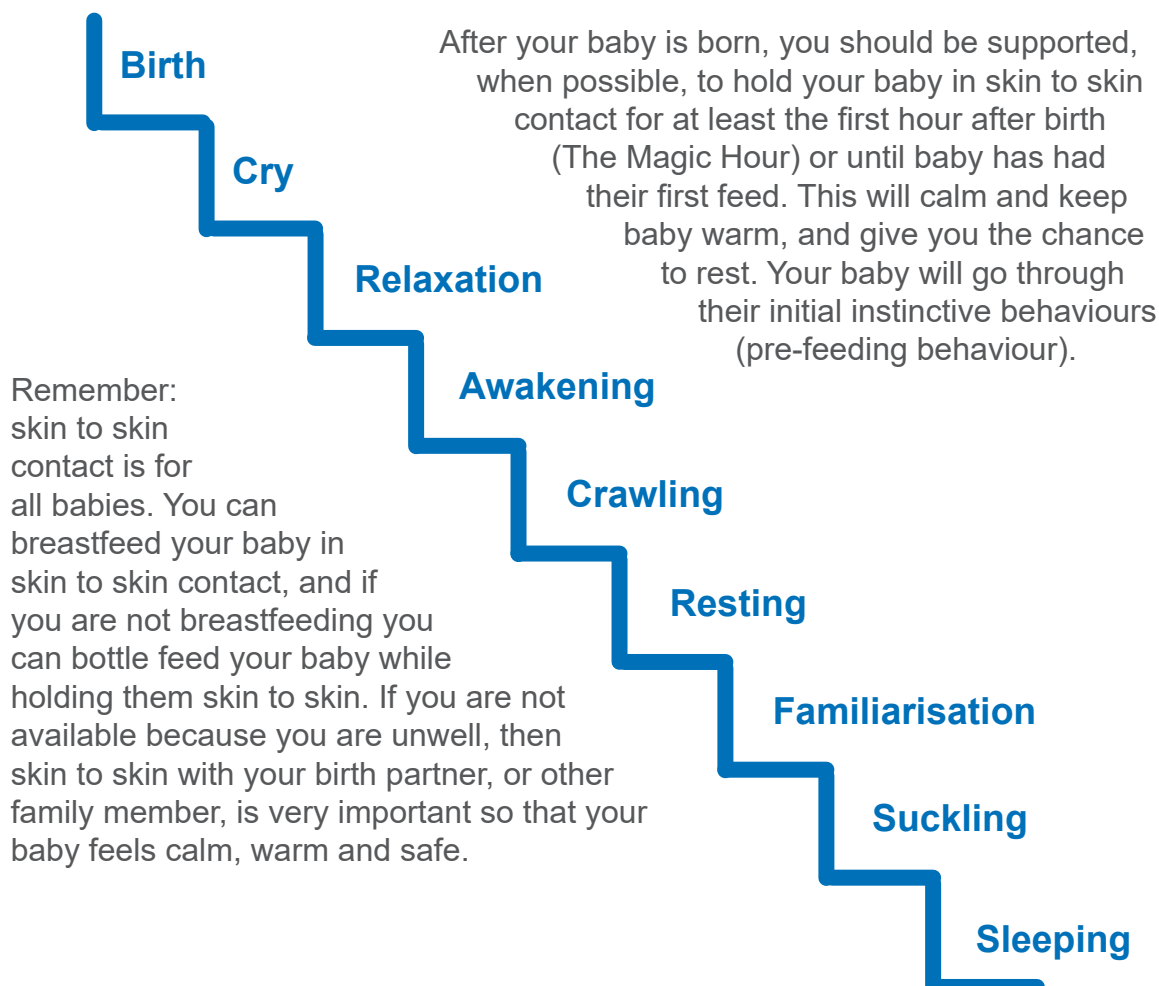 Birth
After your baby is born, you should be supported,
when possible, to hold your baby in skin to skin
contact for at least the first hour after birth
(The Magic Hour) or until baby has had
their first feed. This will calm and keep
baby warm, and give you the chance
to rest. Your baby will go through
their initial instinctive behaviours
(pre-feeding behaviour).
Cry
Relaxation
Awakening
Crawling
Resting
Familiarisation
Suckling
Sleeping
Remember:
skin to skin
contact is for
all babies. You can
breastfeed your baby in
skin to skin contact, and if
you are not breastfeeding you
can bottle feed your baby while
holding them skin to skin. If you are not
available because you are unwell, then
skin to skin with your birth partner, or other
family member, is very important so that your
baby feels calm, warm and safe.